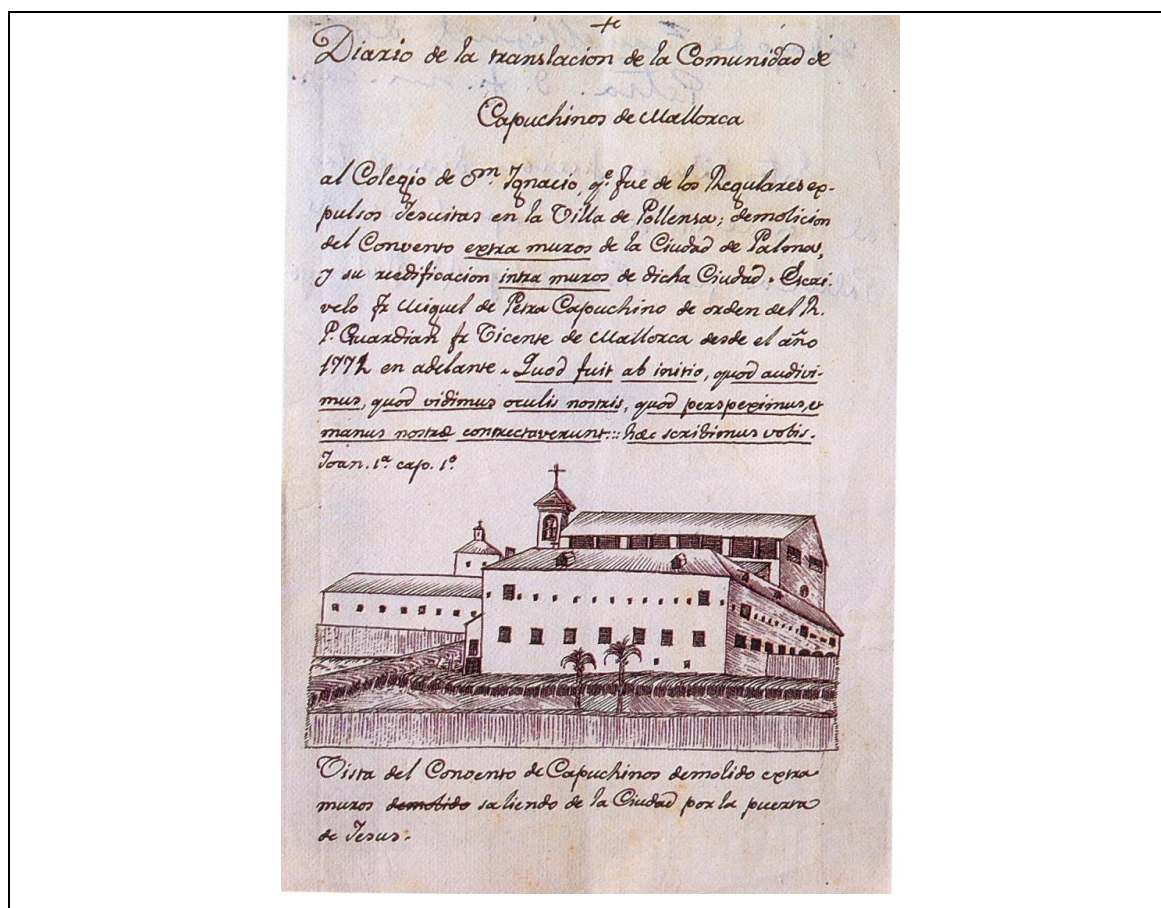 Diario de la translacion de la Comunidad de
Capuchinos de Mallorca
al Colegio de Sn. Ignacio, qe. fue de los Regulares ex-
pulsos Jesuitas en la Villa de Pollensa; demolicion
del Convento extra muros de la Ciudad de Palma,
y su reedificacion intra muros de dicha Ciudad. Escri-
velo fr Miguel de Petra Capuchino de orden del R.
P. Guardian fr Vicente de Mallorca desde el año
en adelante. Quod fuit ab initio, quod audivi-
mus, quod vidimus oculis nostris, quod perspeximus, et
manus nostræ contrectaverunt:: hæc scribimus vobis.
Joan. 1ª cap. 1º
Vista del Convento de Capuchinos demolido extra
muros demolido saliendo de la Ciudad por la puerta
de Jesus.